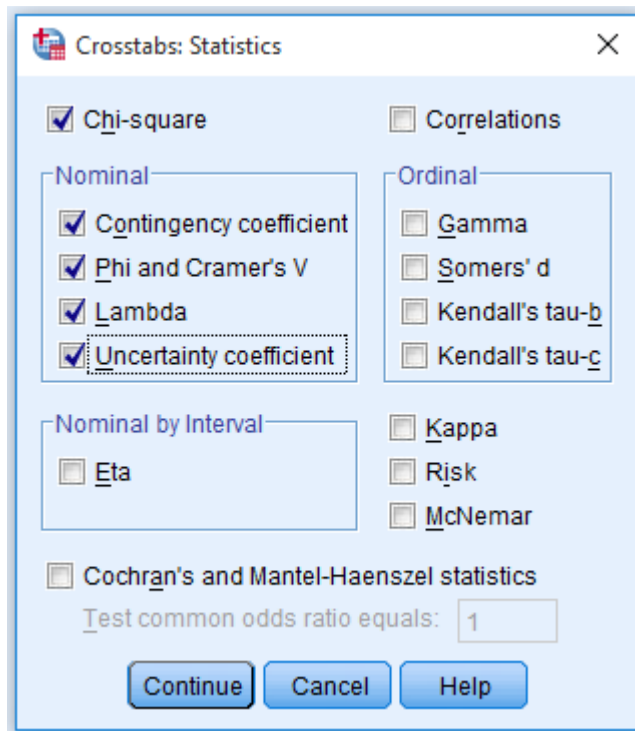 Crosstabs: Statistics
Chi-square
Correlations
Nominal
Contingency coefficient
Phi and Cramer's V
Lambda
Uncertainty coefficient
Ordinal
Gamma
Somers' d
Kendall's tau-b
Kendall's tau-c
Nominal by Interval
Eta
Kappa
Risk
McNemar
Cochran's and Mantel-Haenszel statistics
Test common odds ratio equals: 1
Continue Cancel Help